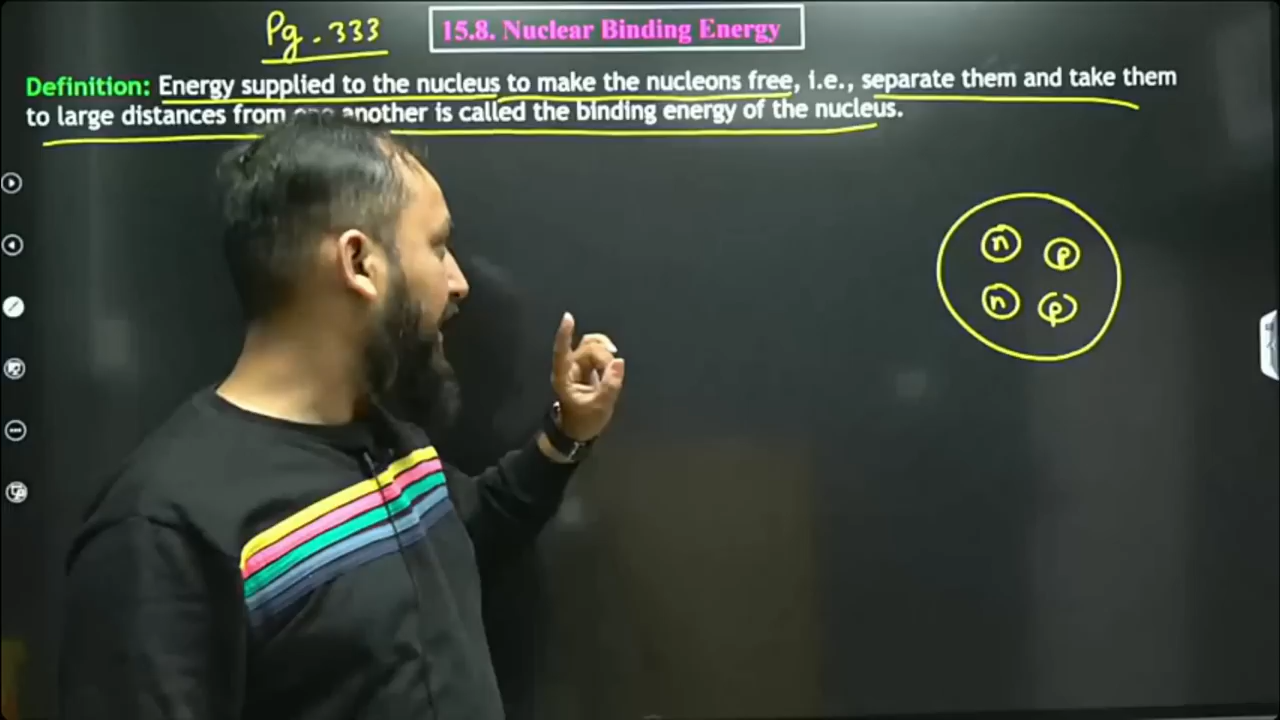 Pg. 333
15.8. Nuclear Binding Energy
Definition: Energy supplied to the nucleus to make the nucleons free, i.e., separate them and take them
to large distances from one another is called the binding energy of the nucleus.
n p
n p